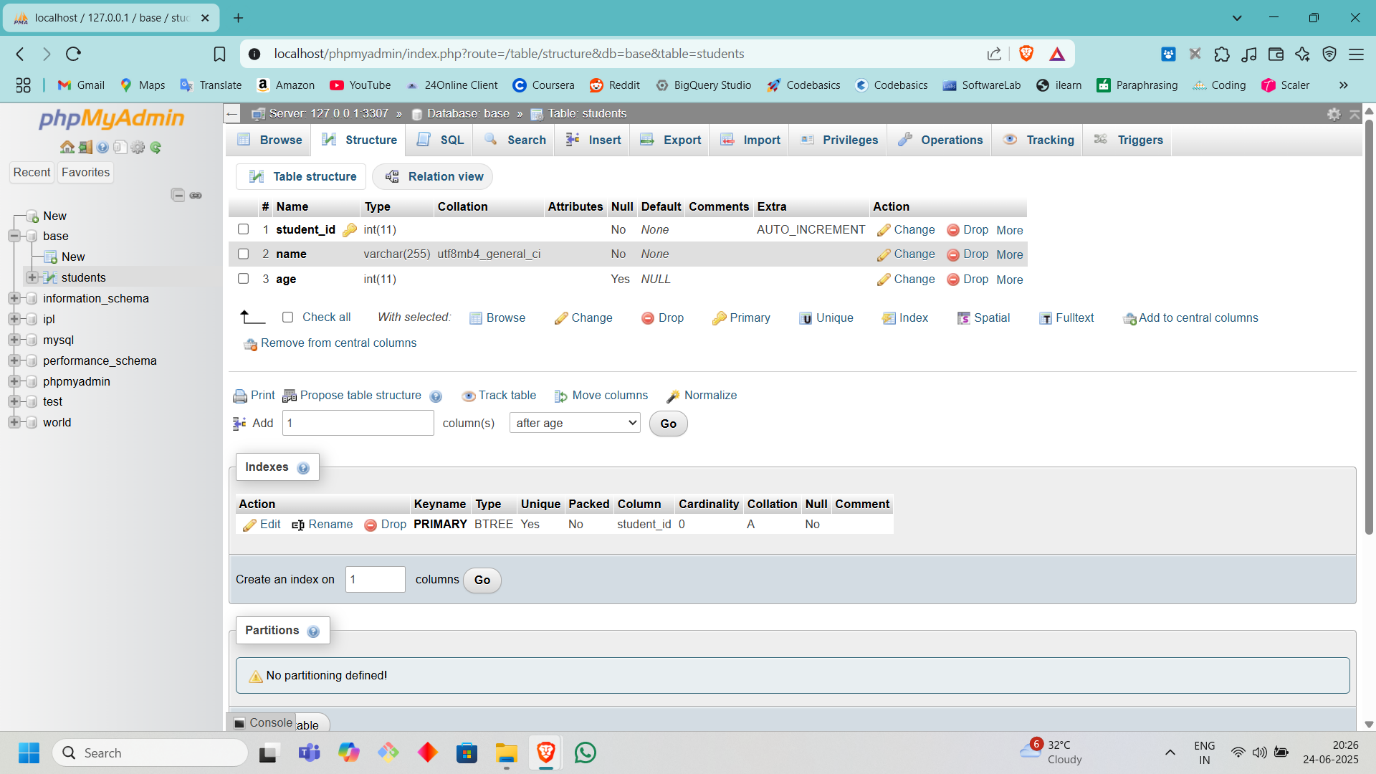 localhost / 127.0.0.1 / base / stud
localhost/phpmyadmin/index.php?route=/table/structure&db=base&table=students
Gmail Maps Translate Amazon YouTube 24Online Client Coursera Reddit BigQuery Studio Codebasics Codebasics SoftwareLab ilearn Paraphrasing Coding Scaler »
phpMyAdmin
Recent Favorites
New
base
New
students
information_schema
ipl
mysql
performance_schema
phpmyadmin
test
world
Server: 127.0.0.1:3307 » Database: base » Table: students
Browse Structure SQL Search Insert Export Import Privileges Operations Tracking Triggers
Table structure Relation view
# Name Type Collation Attributes Null Default Comments Extra Action
1 student_id int(11) No None AUTO_INCREMENT Change Drop More
2 name varchar(255) utf8mb4_general_ci No None Change Drop More
3 age int(11) Yes NULL Change Drop More
Check all With selected: Browse Change Drop Primary Unique Index Spatial Fulltext Add to central columns
Remove from central columns
Print Propose table structure Track table Move columns Normalize
Add 1 column(s) after age Go
Indexes
Action Keyname Type Unique Packed Column Cardinality Collation Null Comment
Edit Rename Drop PRIMARY BTREE Yes No student_id 0 A No
Create an index on 1 columns Go
Partitions
No partitioning defined!
Console able
Search
6 32°C
Cloudy
ENG
IN
20:26
24-06-2025